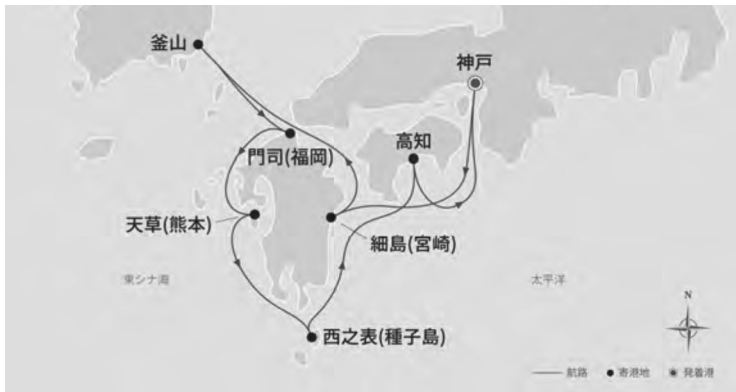 釜山
神戸
門司(福岡)
高知
天草(熊本)
細島(宮崎)
東シナ海
太平洋
N
西之表(種子島)
航路
寄港地
発着港